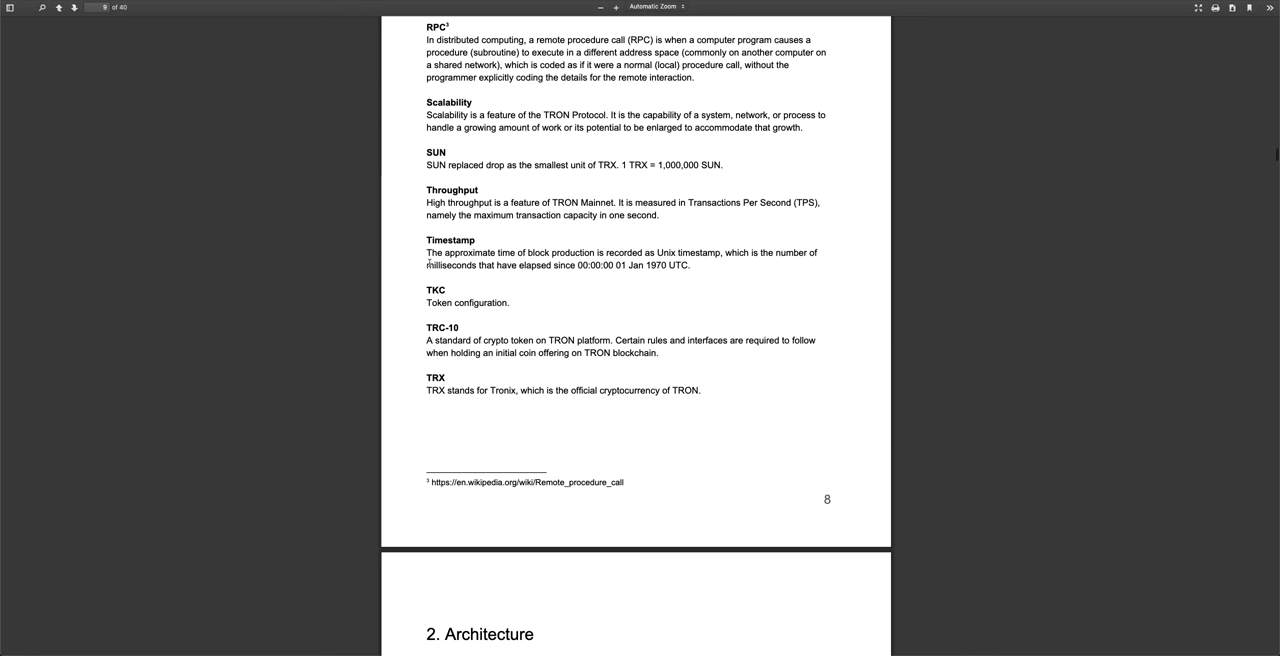 9 of 40
Automatic Zoom
RPC³
In distributed computing, a remote procedure call (RPC) is when a computer program causes a
procedure (subroutine) to execute in a different address space (commonly on another computer on
a shared network), which is coded as if it were a normal (local) procedure call, without the
programmer explicitly coding the details for the remote interaction.
Scalability
Scalability is a feature of the TRON Protocol. It is the capability of a system, network, or process to
handle a growing amount of work or its potential to be enlarged to accommodate that growth.
SUN
SUN replaced drop as the smallest unit of TRX. 1 TRX = 1,000,000 SUN.
Throughput
High throughput is a feature of TRON Mainnet. It is measured in Transactions Per Second (TPS),
namely the maximum transaction capacity in one second.
Timestamp
The approximate time of block production is recorded as Unix timestamp, which is the number of
milliseconds that have elapsed since 00:00:00 01 Jan 1970 UTC.
TKC
Token configuration.
TRC-10
A standard of crypto token on TRON platform. Certain rules and interfaces are required to follow
when holding an initial coin offering on TRON blockchain.
TRX
TRX stands for Tronix, which is the official cryptocurrency of TRON.
³ https://en.wikipedia.org/wiki/Remote_procedure_call
8
2. Architecture